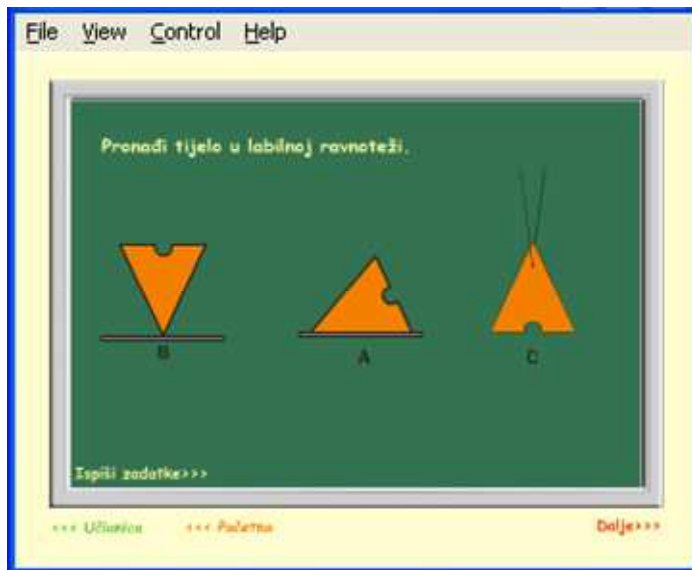 File View Control Help
Pronađi tijelo u labilnoj ravnoteži.
B A C
Ispiši zadatke>>>
<<< Učionica <<< Početna Dalje>>>